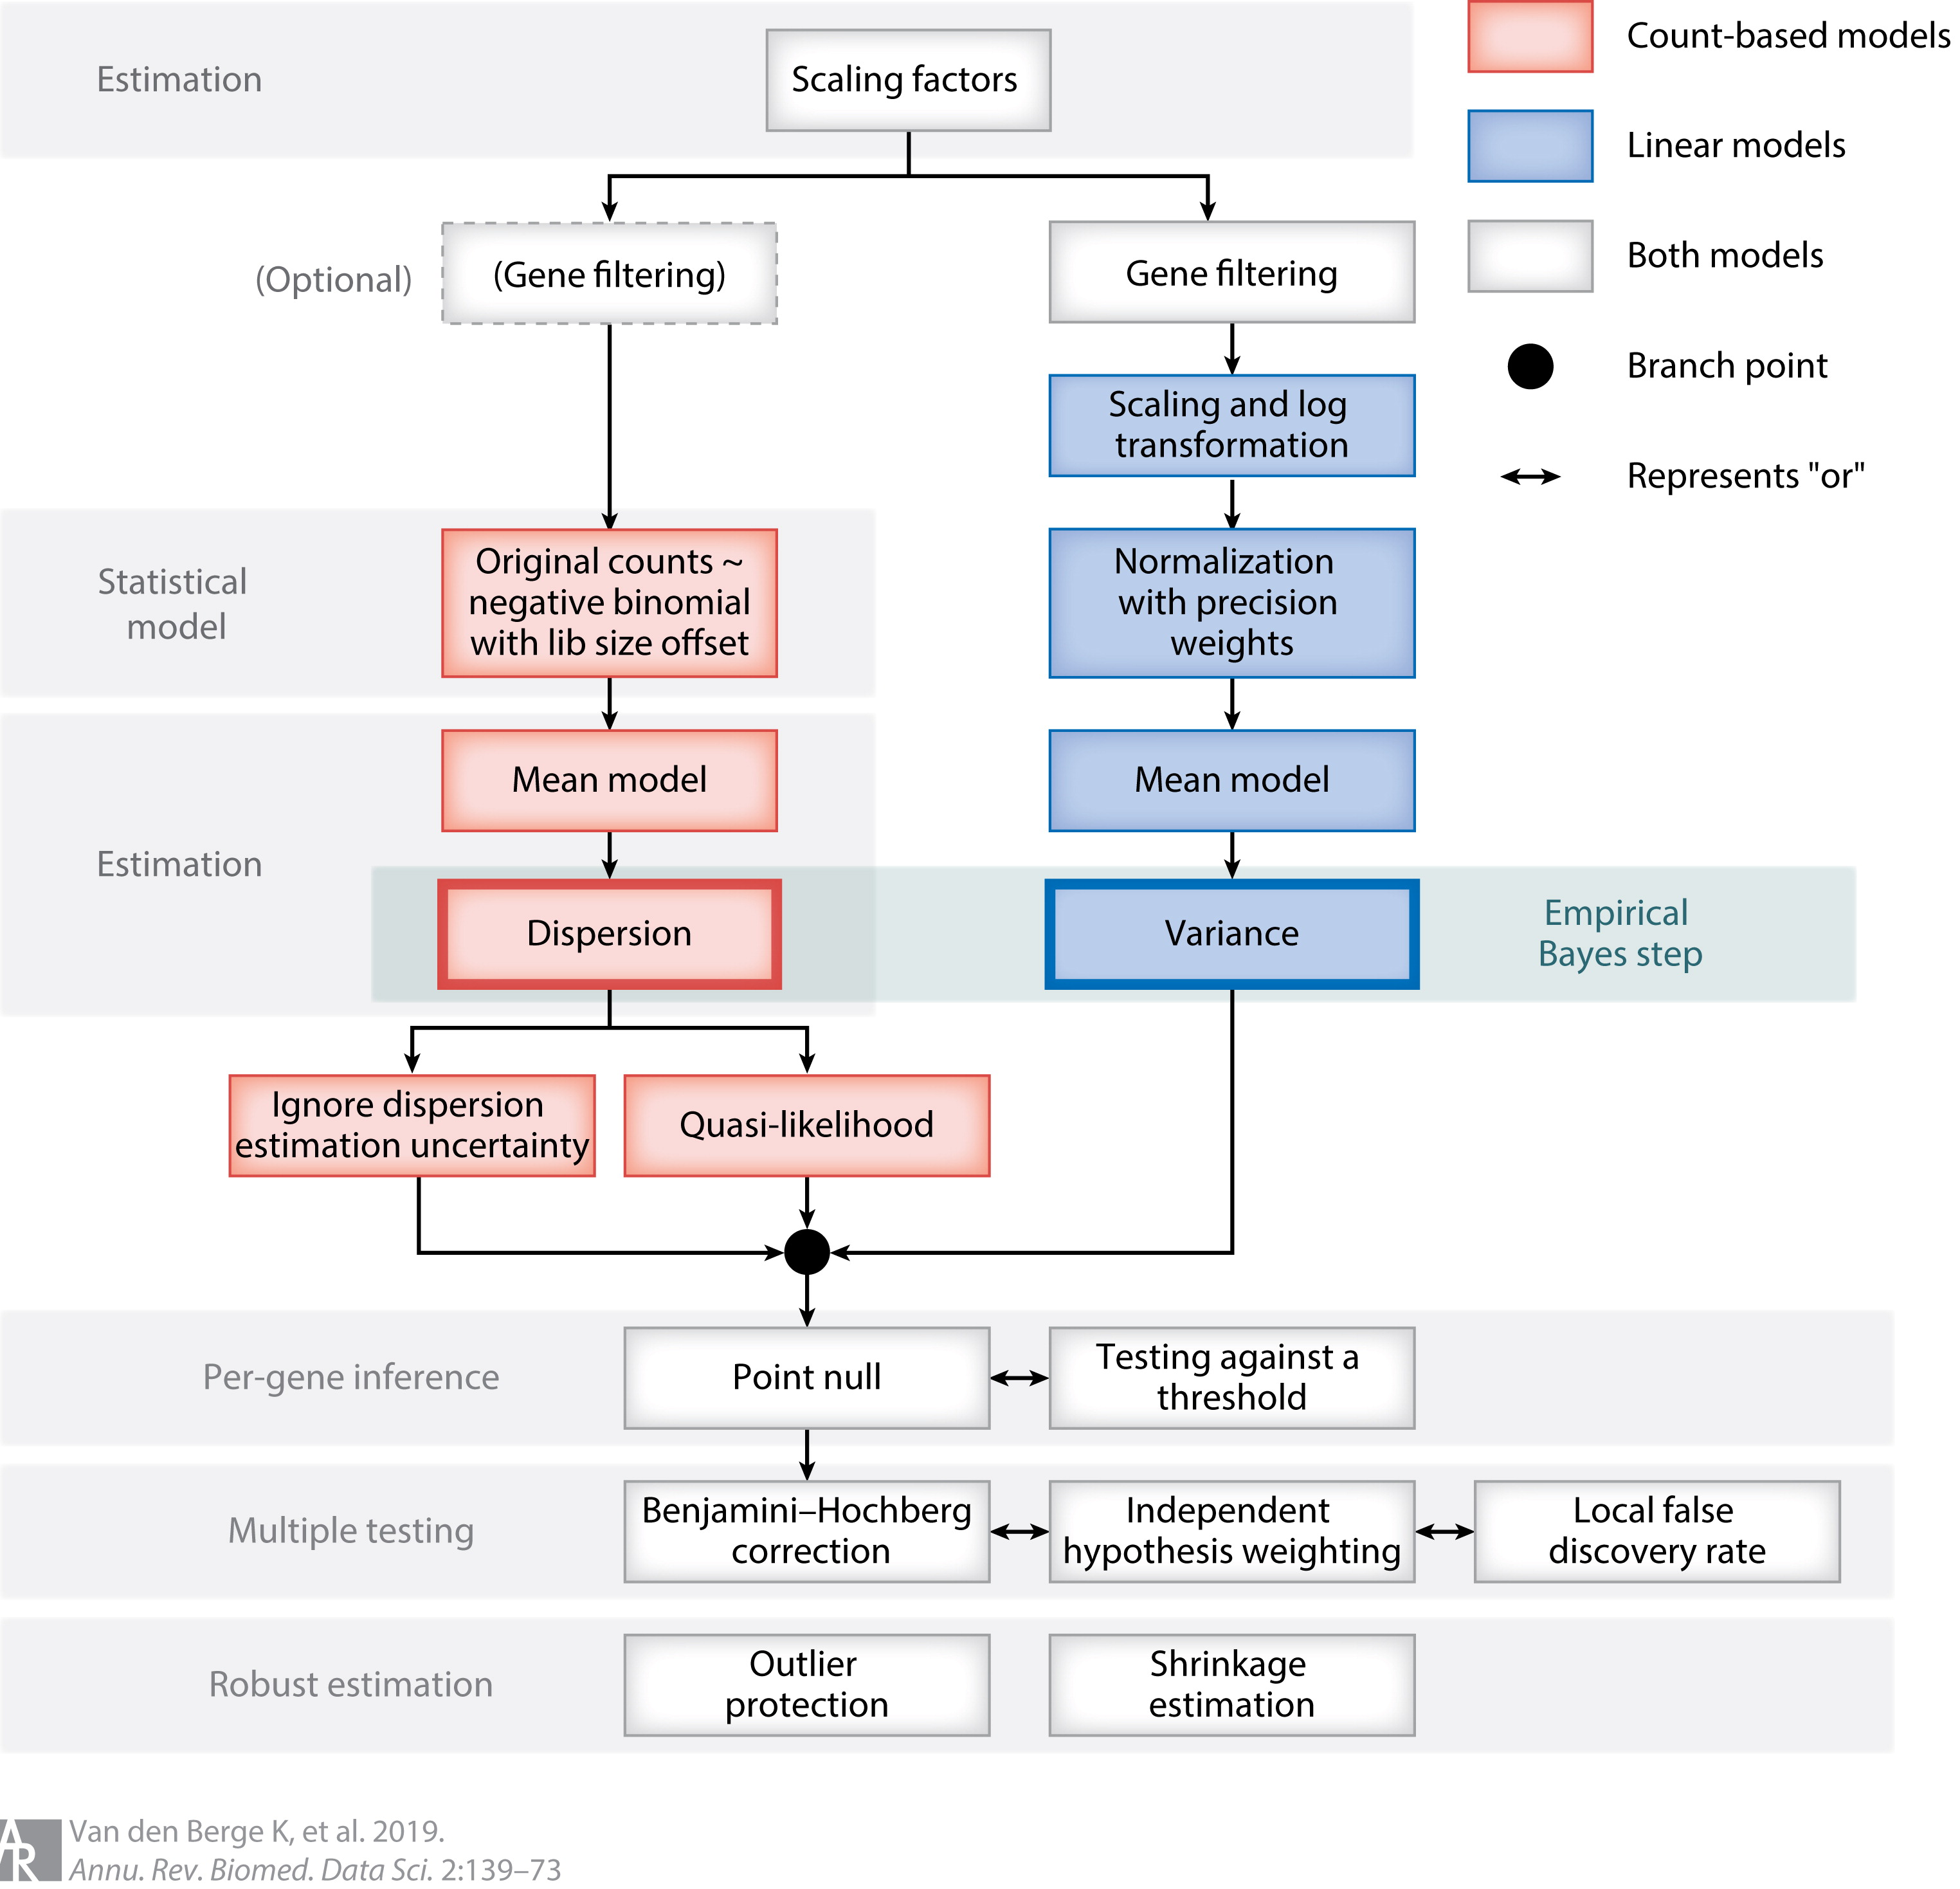 Estimation
Scaling factors
Count-based models
Linear models
Both models
Branch point
Represents "or"
(Optional)
(Gene filtering)
Gene filtering
Scaling and log
transformation
Statistical
model
Original counts ~
negative binomial
with lib size offset
Normalization
with precision
weights
Estimation
Mean model
Mean model
Dispersion
Variance
Empirical
Bayes step
Ignore dispersion
estimation uncertainty
Quasi-likelihood
Per-gene inference
Point null
Testing against a
threshold
Multiple testing
Benjamini–Hochberg
correction
Independent
hypothesis weighting
Local false
discovery rate
Robust estimation
Outlier
protection
Shrinkage
estimation
AR
Van den Berge K, et al. 2019.
Annu. Rev. Biomed. Data Sci. 2:139–73